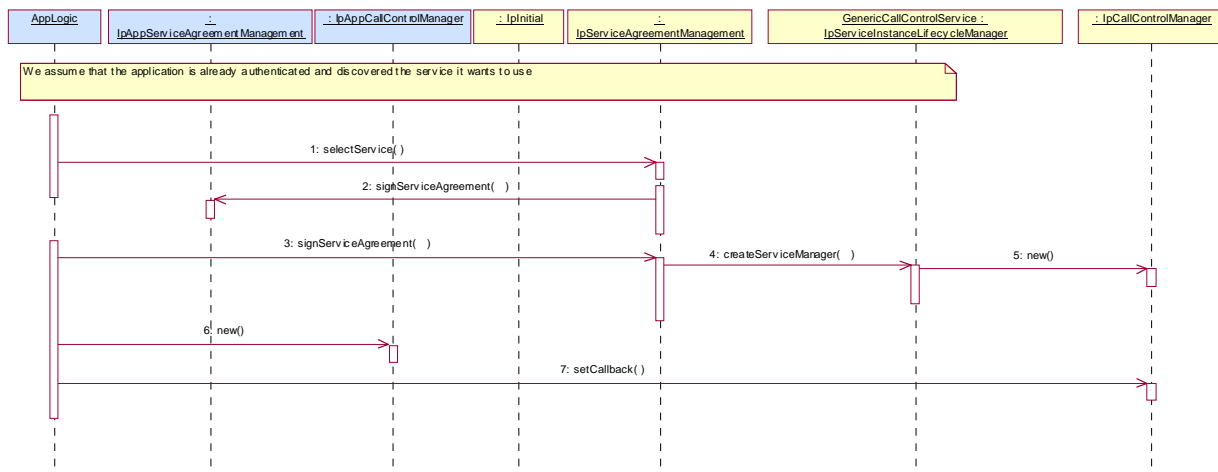 AppLogic
:
IpAppServiceAgreementManagement
: IpAppCallControlManager
: IpInitial
:
IpServiceAgreementManagement
GenericCallControlService :
IpServiceInstanceLifecycleManager
: IpCallControlManager
We assume that the application is already authenticated and discovered the service it wants to use
1: selectService( )
2: signServiceAgreement( )
3: signServiceAgreement( )
4: createServiceManager( )
5: new()
6: new()
7: setCallback( )